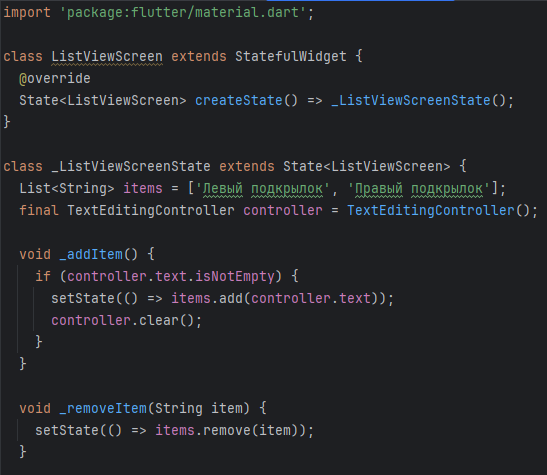 import 'package:flutter/material.dart';
class ListViewScreen extends StatefulWidget {
@override
State<ListViewScreen> createState() => _ListViewScreenState();
}
class _ListViewScreenState extends State<ListViewScreen> {
List<String> items = ['Левый подкрылок', 'Правый подкрылок'];
final TextEditingController controller = TextEditingController();
void _addItem() {
if (controller.text.isNotEmpty) {
setState(() => items.add(controller.text));
controller.clear();
}
}
void _removeItem(String item) {
setState(() => items.remove(item));
}